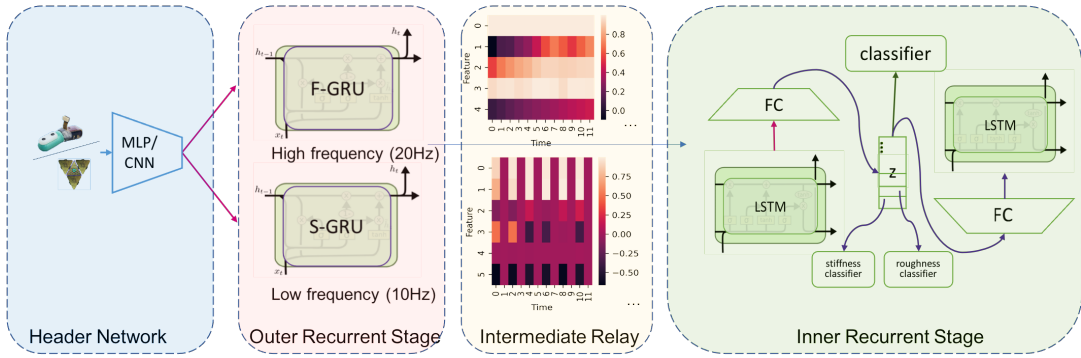 MLP/
CNN
Header Network
h_t
h_{t-1}
F-GRU
x_t
High frequency (20Hz)
h_t
h_{t-1}
S-GRU
x_t
Low frequency (10Hz)
Outer Recurrent Stage
Feature
0
1
2
3
4
0 1 2 3 4 5 6 7 8 9 10 11
Time
0.8
0.6
0.4
0.2
0.0
...
Feature
0
1
2
3
4
5
0 1 2 3 4 5 6 7 8 9 10 11
Time
0.75
0.50
0.25
0.00
−0.25
−0.50
...
Intermediate Relay
classifier
FC
LSTM
...
Z
stiffness
classifier
roughness
classifier
LSTM
FC
Inner Recurrent Stage